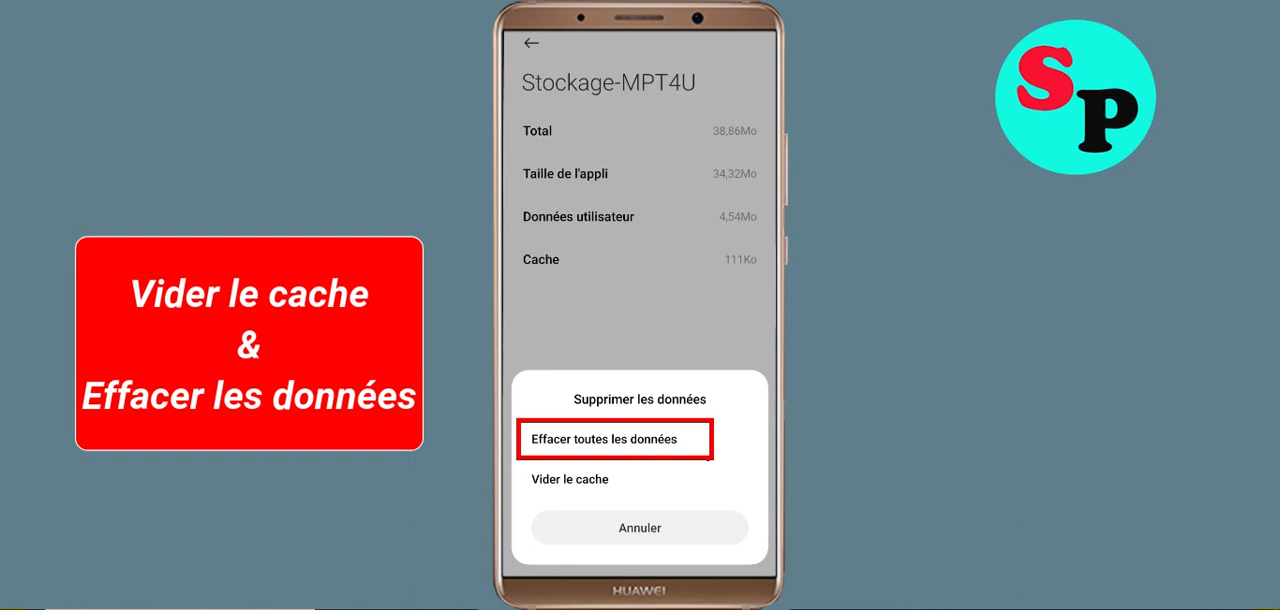 SP
Stockage-MPT4U
Total 38,86Mo
Taille de l'appli 34,32Mo
Données utilisateur 4,54Mo
Cache 111Ko
Vider le cache
&
Effacer les données
Supprimer les données
Effacer toutes les données
Vider le cache
Annuler
HUAWEI